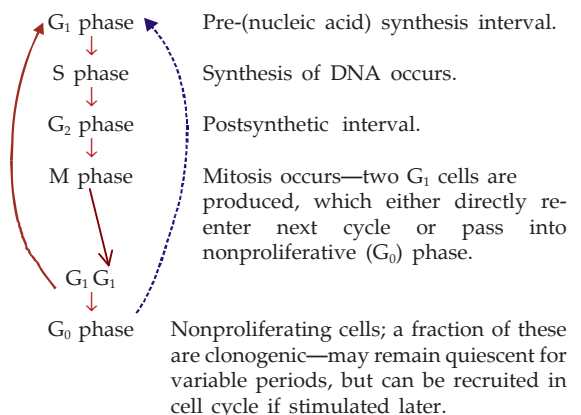 G₁ phase Pre-(nucleic acid) synthesis interval.
S phase Synthesis of DNA occurs.
G₂ phase Postsynthetic interval.
M phase Mitosis occurs—two G₁ cells are
produced, which either directly re-
enter next cycle or pass into
nonproliferative (G₀) phase.
G₁ G₁
G₀ phase Nonproliferating cells; a fraction of these
are clonogenic—may remain quiescent for
variable periods, but can be recruited in
cell cycle if stimulated later.